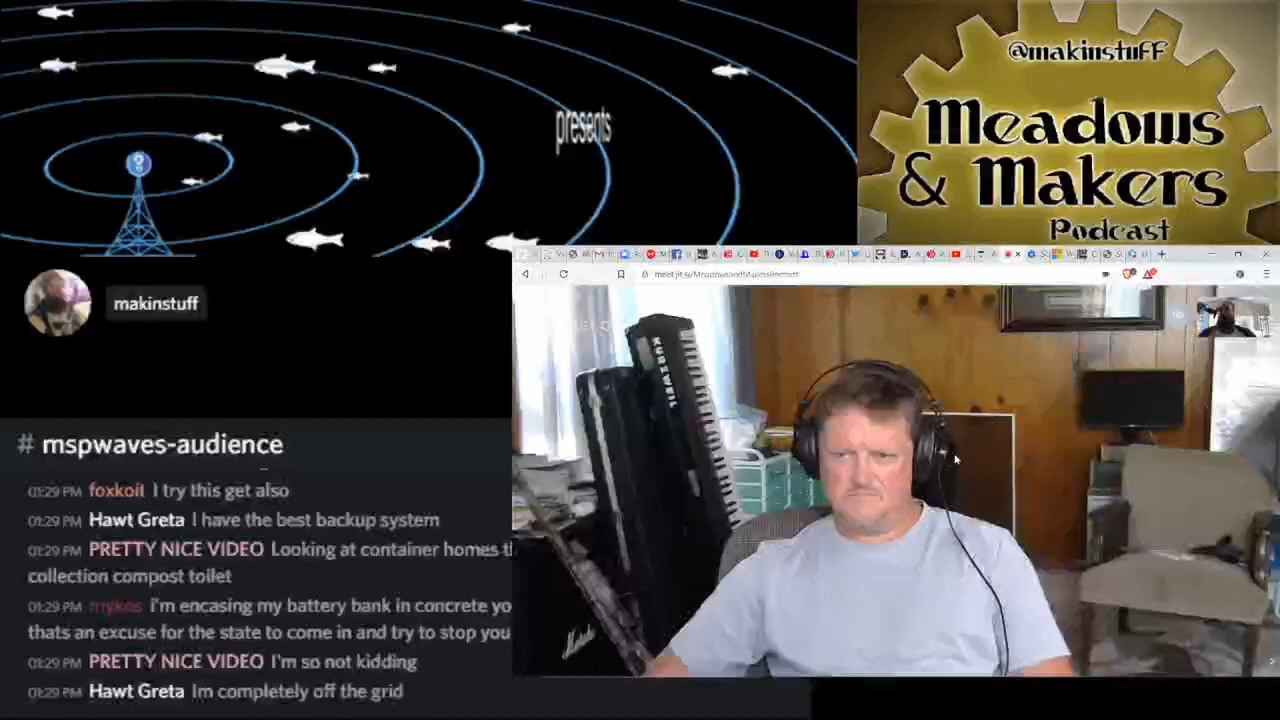 presents
@makinstuff
Meadows
& Makers
Podcast
makinstuff
# mspwaves-audience
01:29 PM foxkoil I try this get also
01:29 PM Hawt Greta I have the best backup system
01:29 PM PRETTY NICE VIDEO Looking at container homes
collection compost toilet
01:29 PM mykos i'm encasing my battery bank in concrete yo
thats an excuse for the state to come in and try to stop you
01:29 PM PRETTY NICE VIDEO I'm so not kidding
01:29 PM Hawt Greta Im completely off the grid
KURZWEIL
Marshall